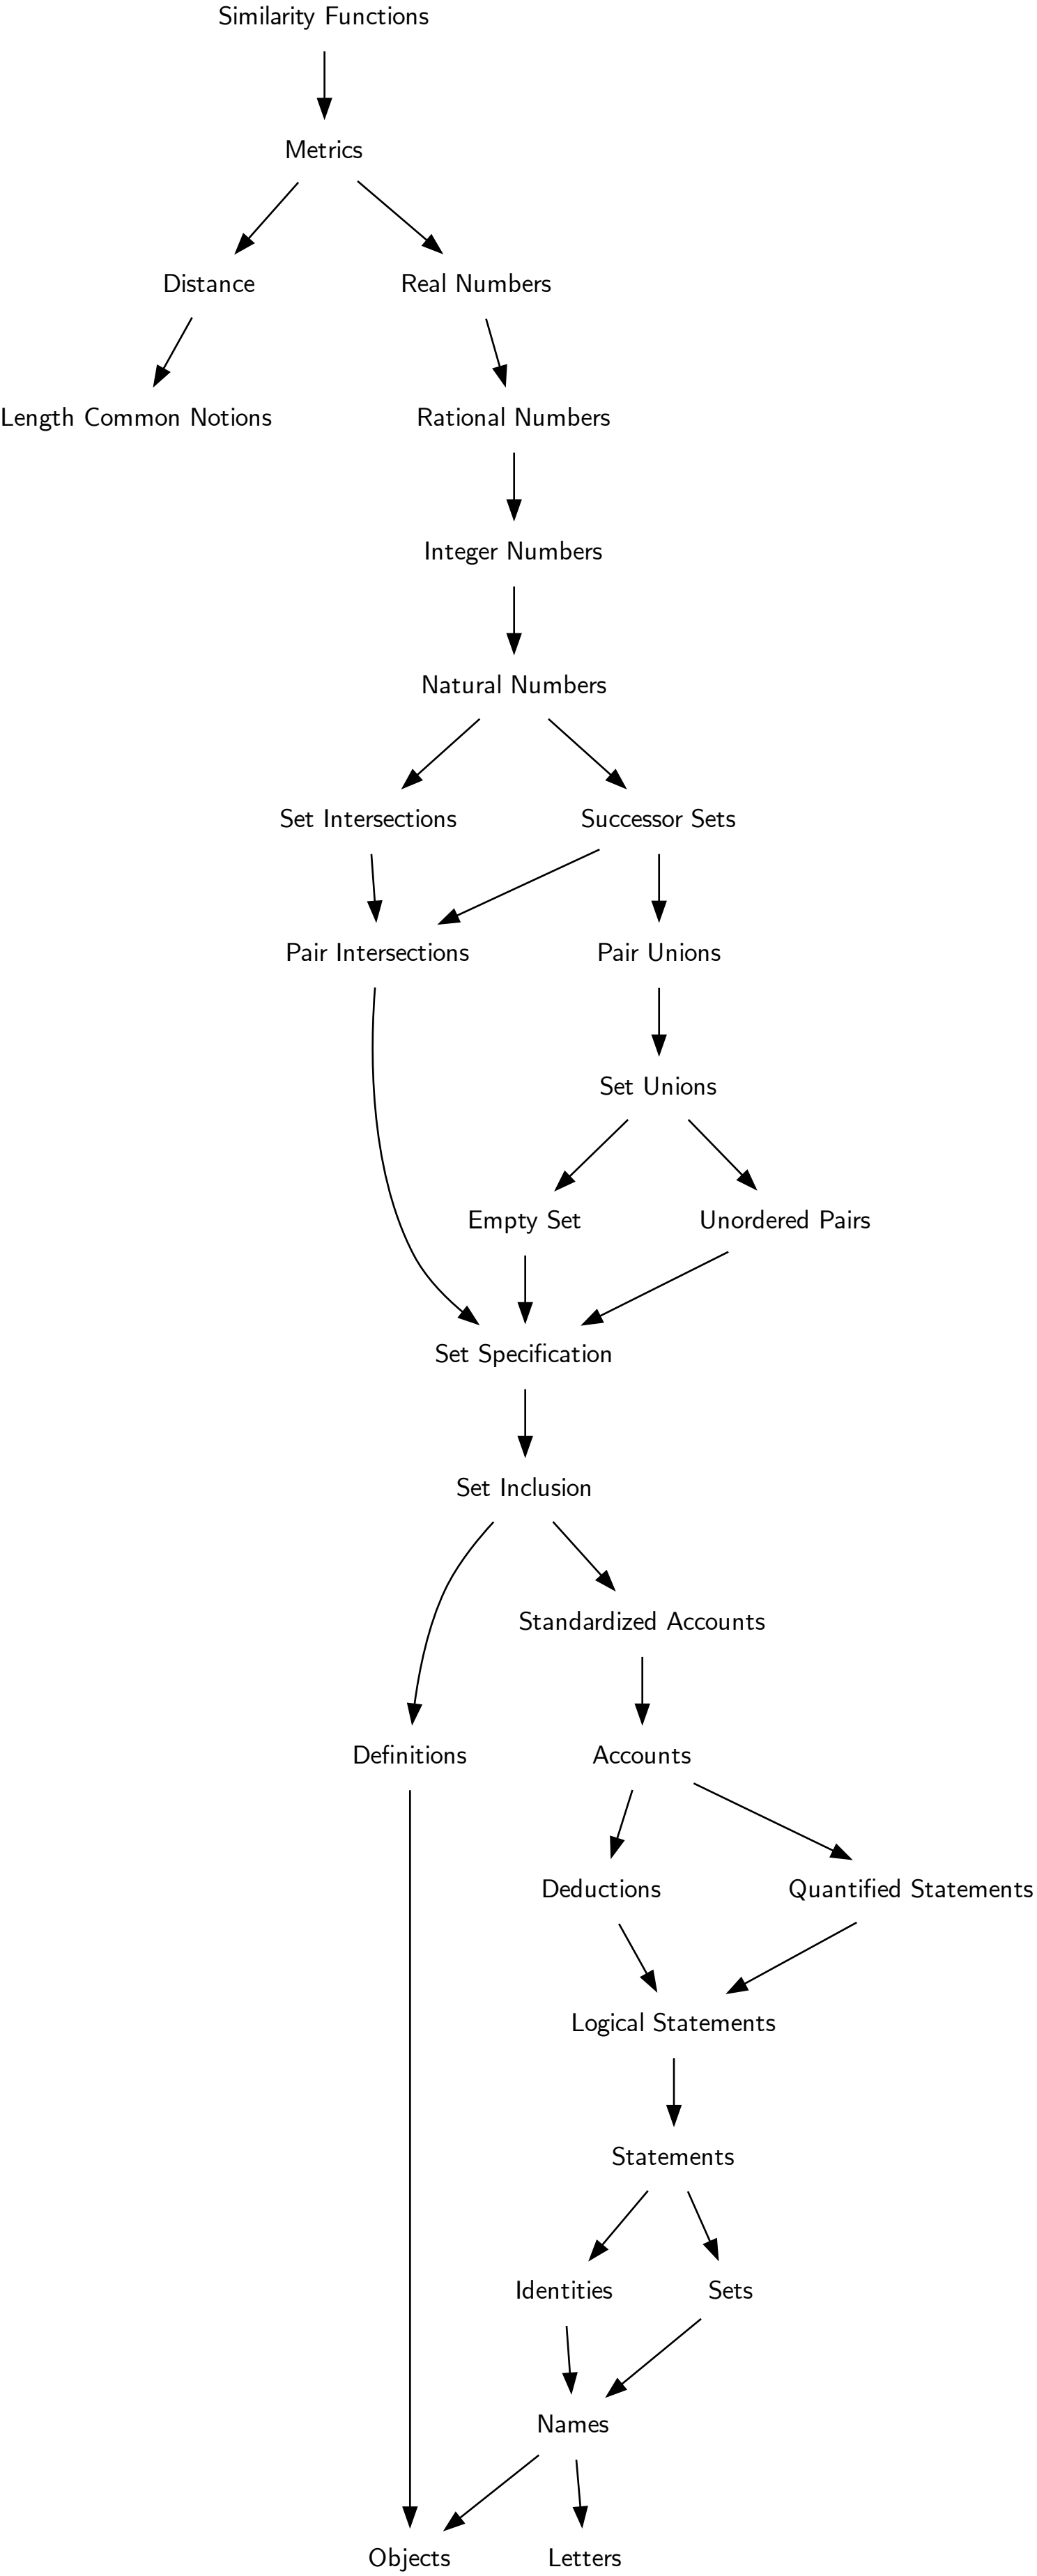 Similarity Functions
Metrics
Distance
Real Numbers
Length Common Notions
Rational Numbers
Integer Numbers
Natural Numbers
Set Intersections
Successor Sets
Pair Intersections
Pair Unions
Set Unions
Empty Set
Unordered Pairs
Set Specification
Set Inclusion
Standardized Accounts
Definitions
Accounts
Deductions
Quantified Statements
Logical Statements
Statements
Identities
Sets
Names
Objects
Letters